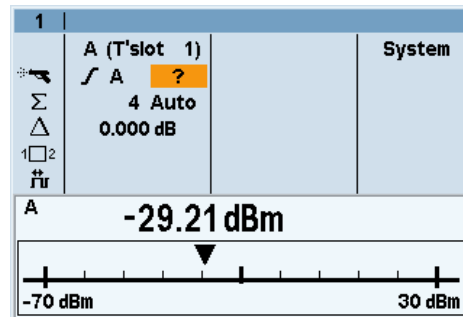 1
A (T'slot 1) System
ʃ A ?
Σ 4 Auto
Δ 0.000 dB
1 2
A
-29.21 dBm
-70 dBm 30 dBm